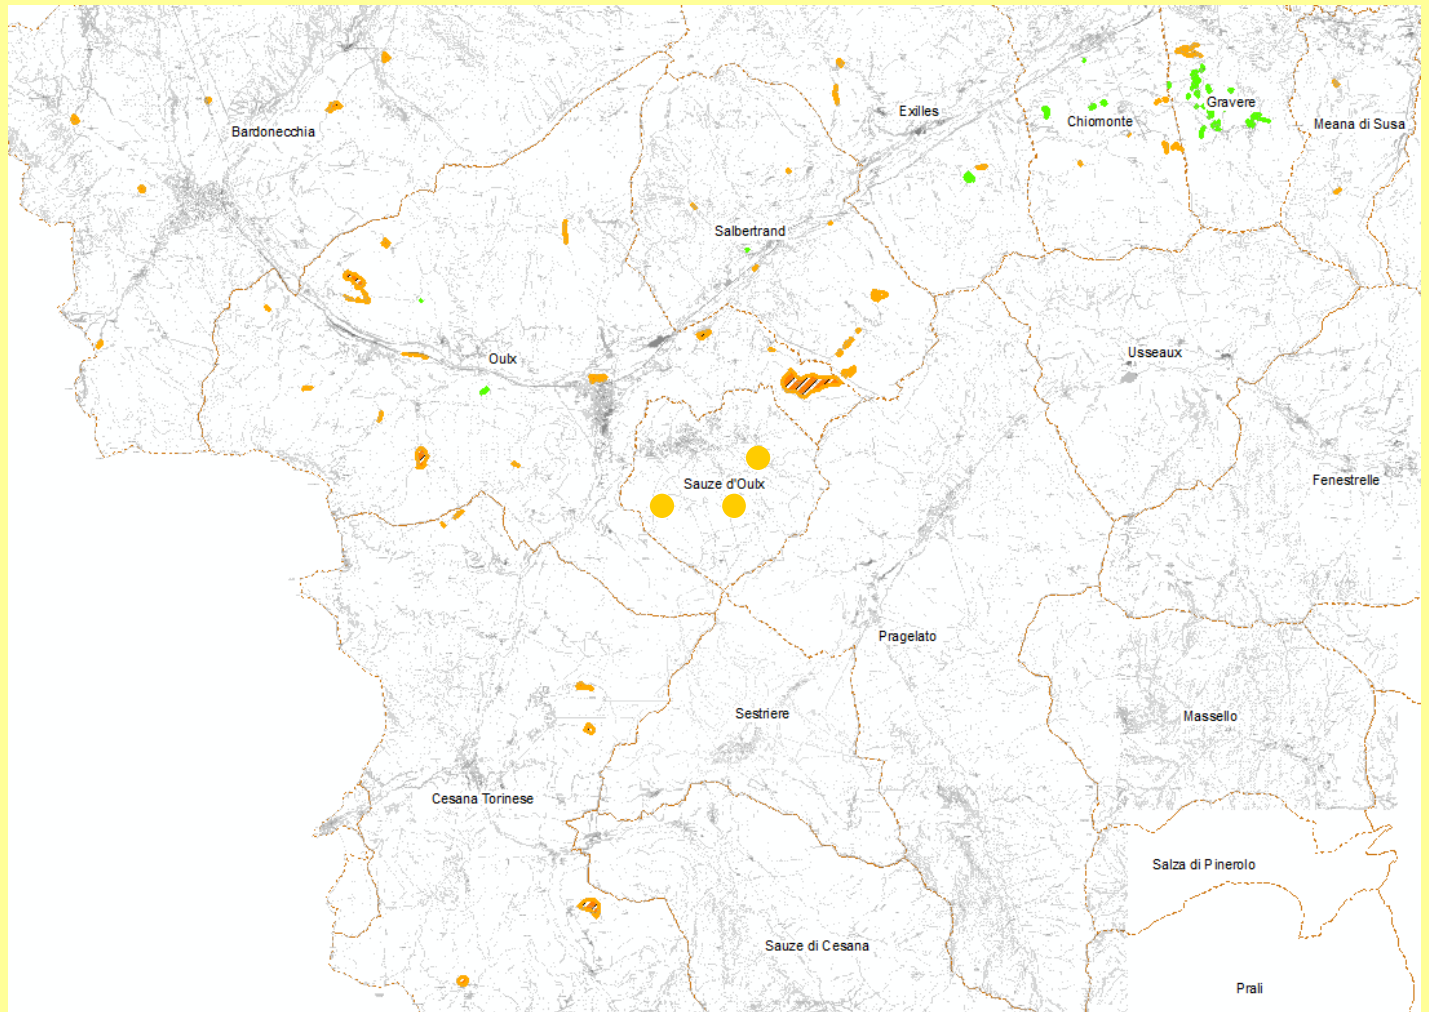 Exilles
Gravere
Chiomonte
Meana di Susa
Bardonecchia
Salbertrand
Usseaux
Oulx
Fenestrelle
Sauze d'Oulx
Pragelato
Sestriere
Massello
Cesana Torinese
Salza di Pinerolo
Sauze di Cesana
Prali